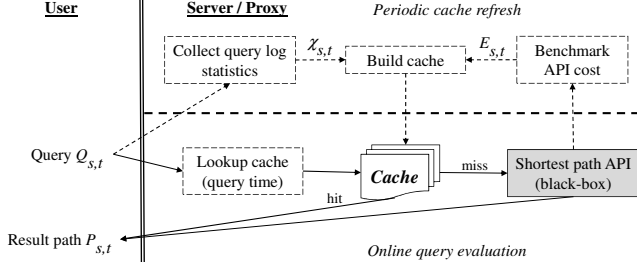 User
Server / Proxy
Periodic cache refresh
Collect query log
statistics
χs,t
Build cache
Es,t
Benchmark
API cost
Query Qs,t
Lookup cache
(query time)
Cache
miss
Shortest path API
(black-box)
hit
Result path Ps,t
Online query evaluation